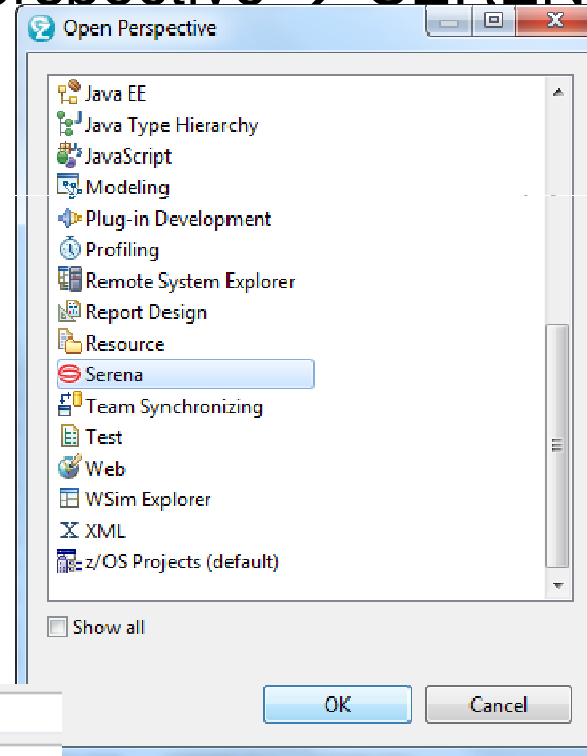 Open Perspective
Java EE
Java Type Hierarchy
JavaScript
Modeling
Plug-in Development
Profiling
Remote System Explorer
Report Design
Resource
Serena
Team Synchronizing
Test
Web
WSim Explorer
XML
z/OS Projects (default)
Show all
OK Cancel